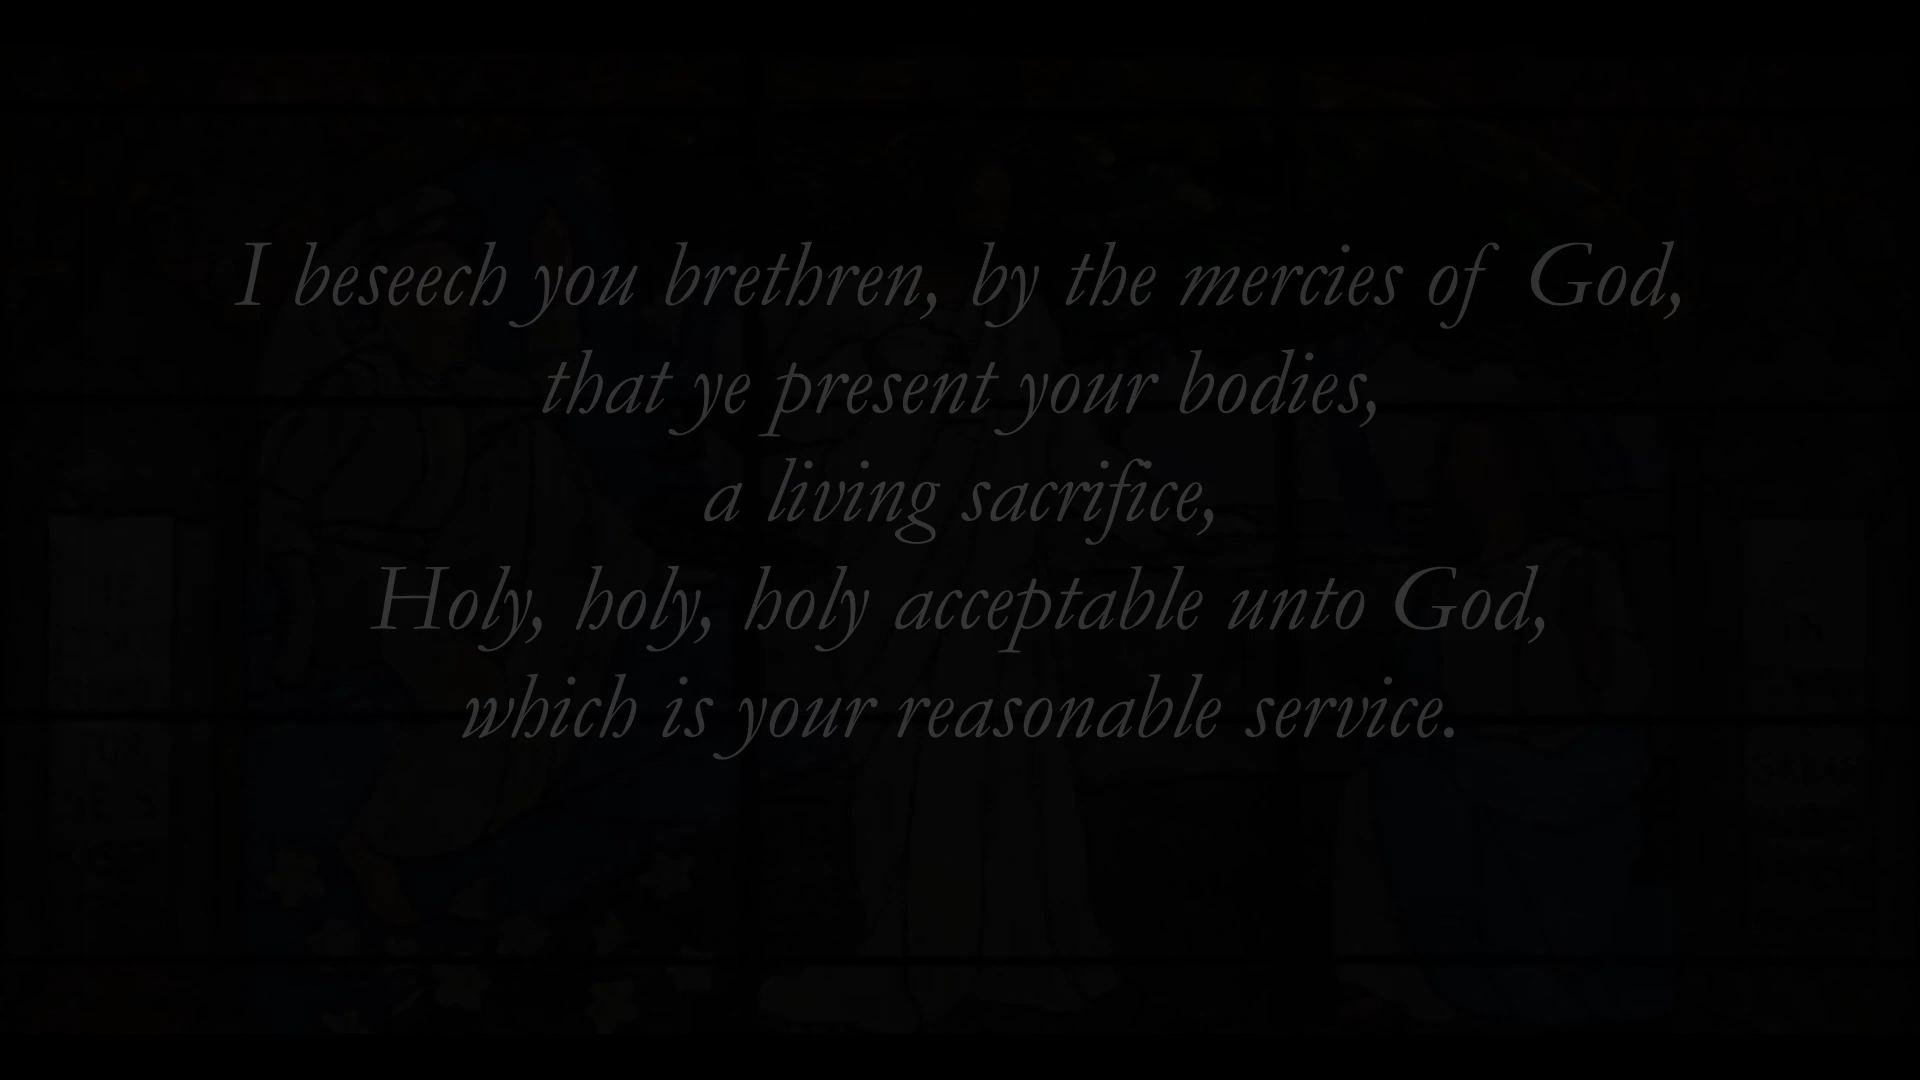 I beseech you brethren, by the mercies of God,
that ye present your bodies,
a living sacrifice,
Holy, holy, holy acceptable unto God,
which is your reasonable service.